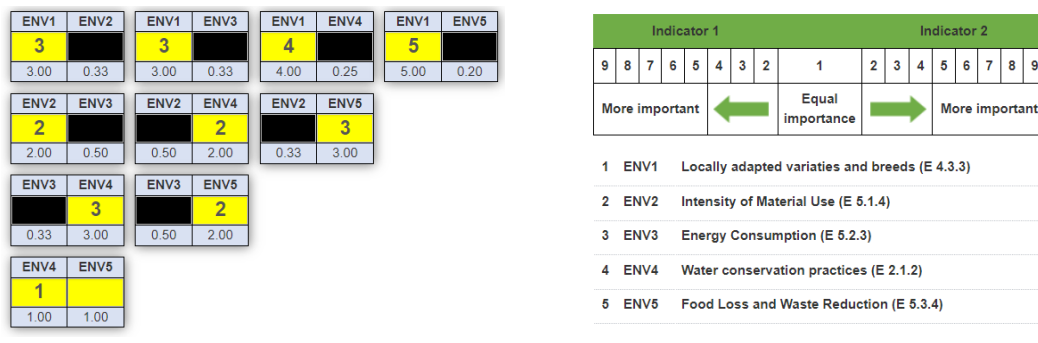 ENV1 ENV2 ENV1 ENV3 ENV1 ENV4 ENV1 ENV5
3 3 4 5
3.00 0.33 3.00 0.33 4.00 0.25 5.00 0.20
ENV2 ENV3 ENV2 ENV4 ENV2 ENV5
2 2 3
2.00 0.50 0.50 2.00 0.33 3.00
ENV3 ENV4 ENV3 ENV5
3 2
0.33 3.00 0.50 2.00
ENV4 ENV5
1
1.00 1.00
Indicator 1 Indicator 2
9 8 7 6 5 4 3 2 1 2 3 4 5 6 7 8 9
More important Equal importance More important
1 ENV1 Locally adapted variaties and breeds (E 4.3.3)
2 ENV2 Intensity of Material Use (E 5.1.4)
3 ENV3 Energy Consumption (E 5.2.3)
4 ENV4 Water conservation practices (E 2.1.2)
5 ENV5 Food Loss and Waste Reduction (E 5.3.4)